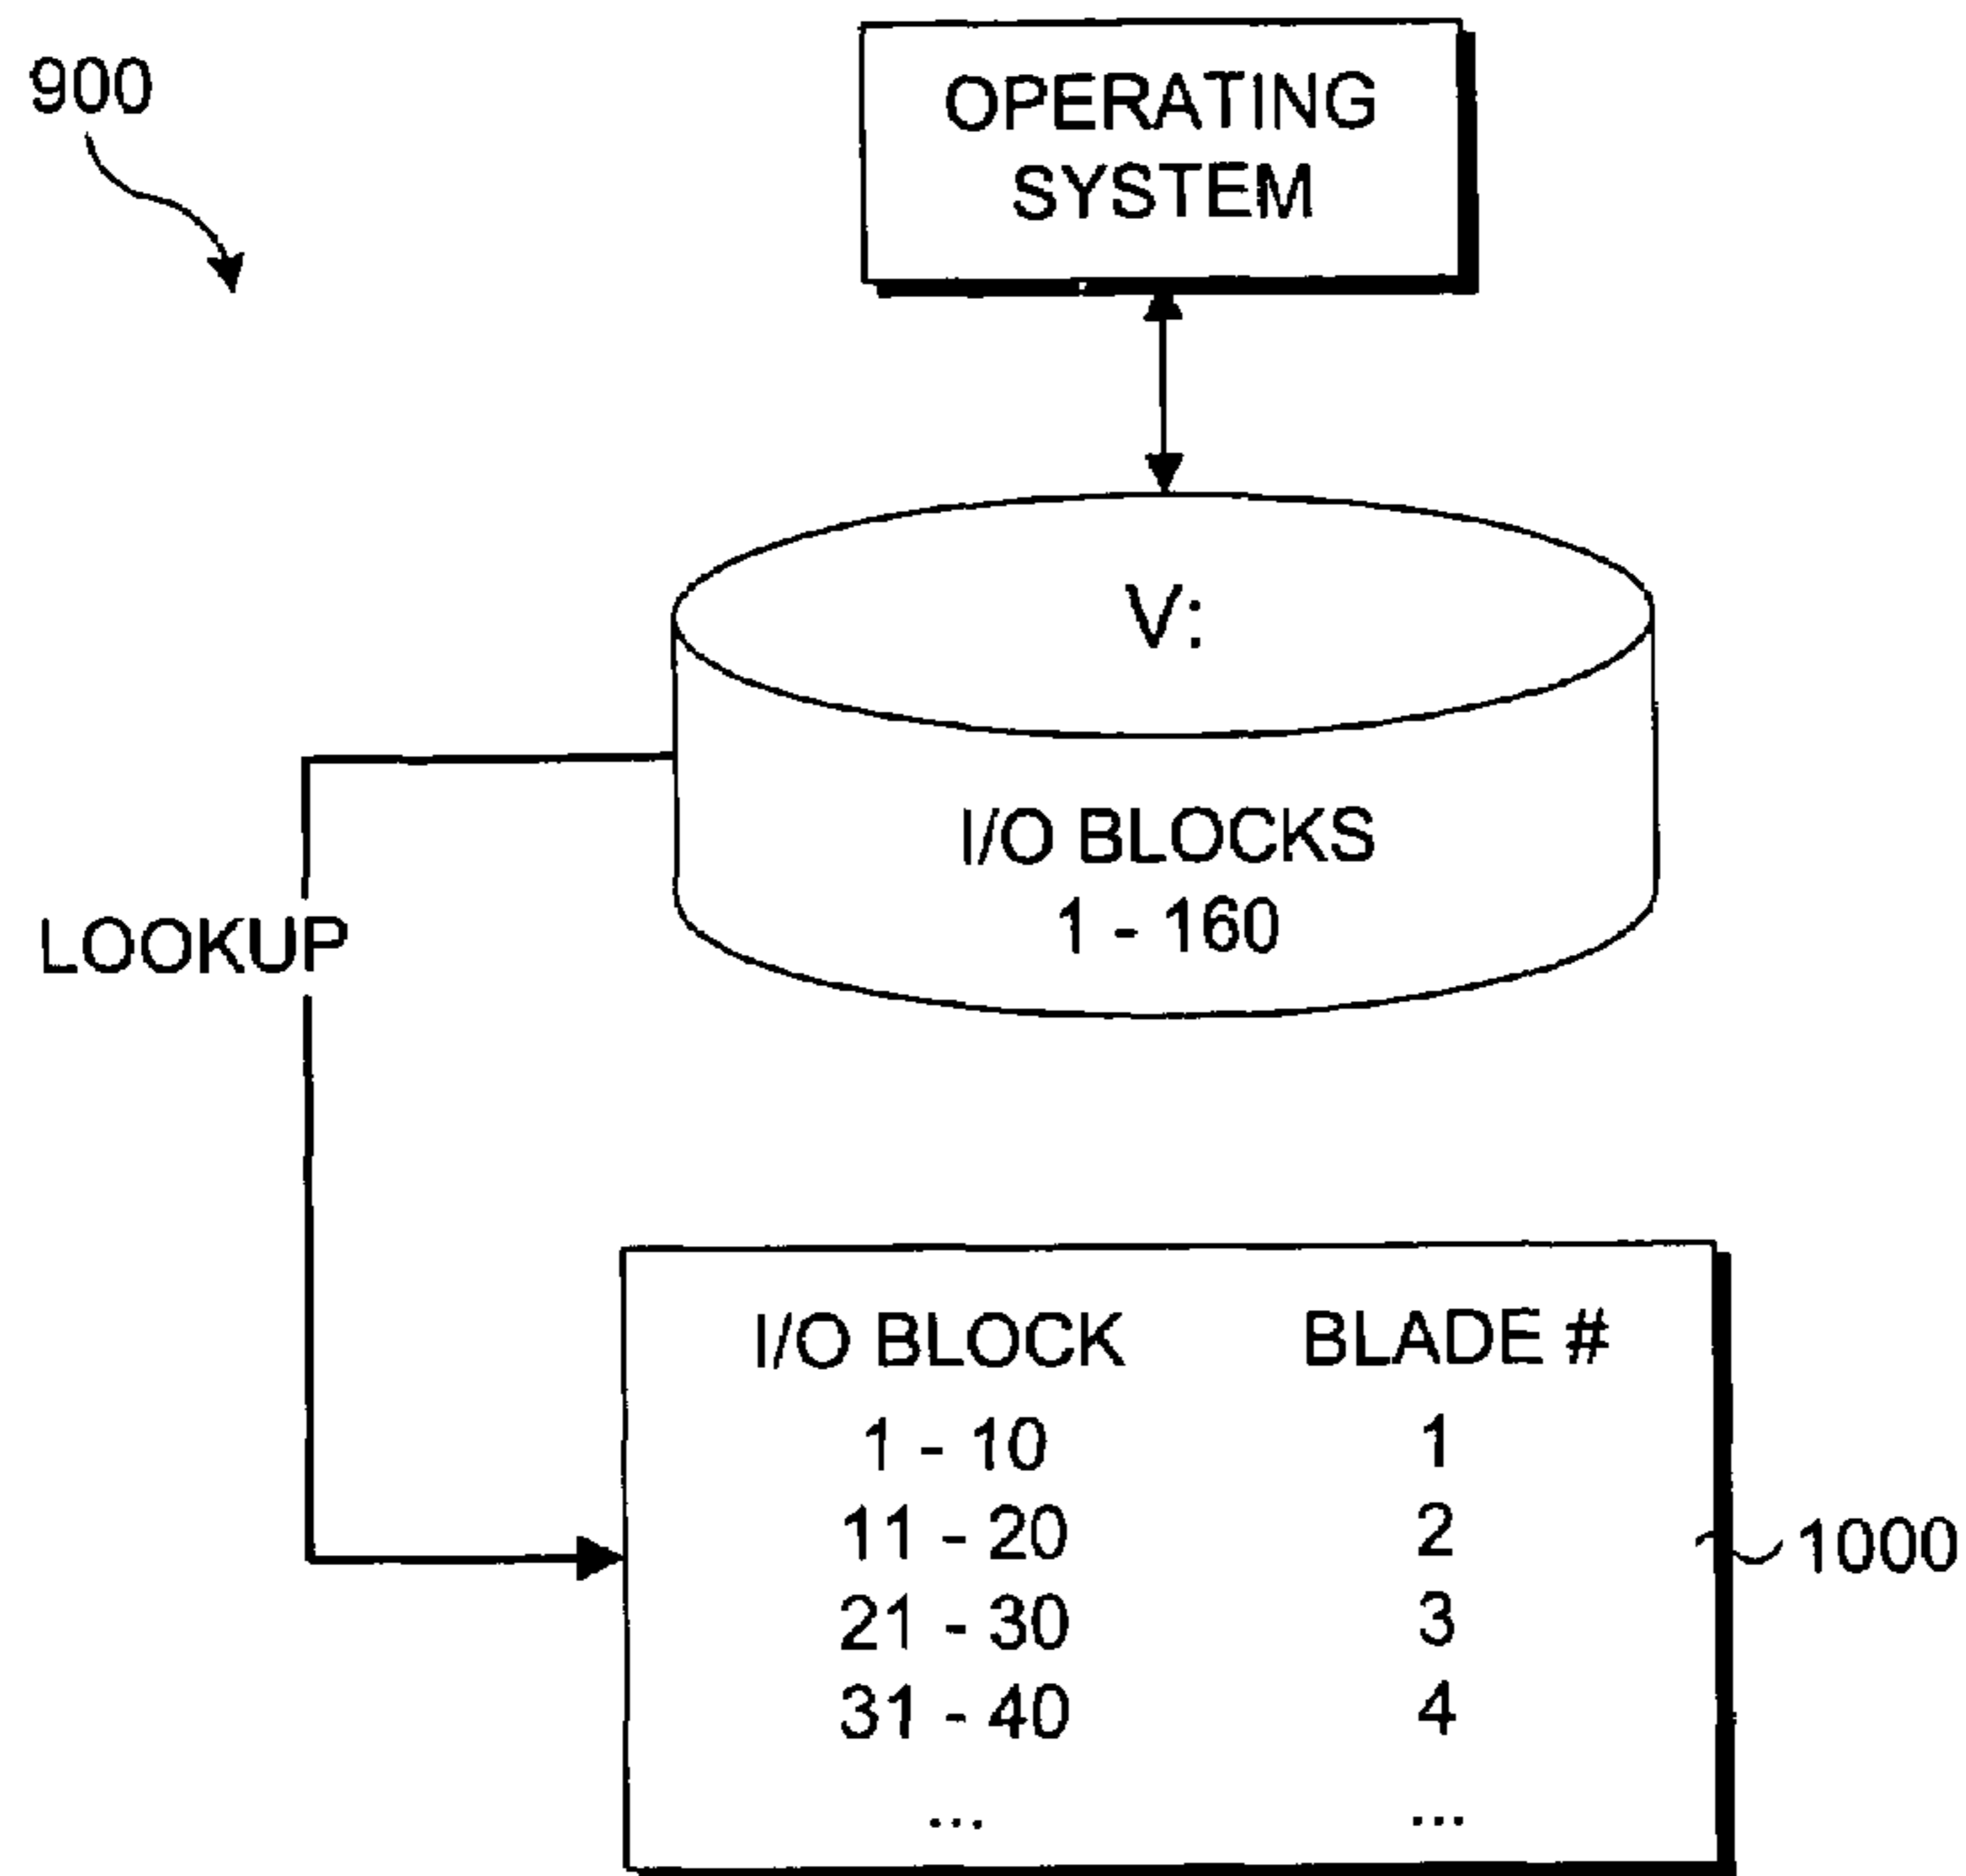 900
OPERATING
SYSTEM
V:
I/O BLOCKS
1 - 160
LOOKUP
I/O BLOCK BLADE #
1 - 10 1
11 - 20 2
21 - 30 3
31 - 40 4
... ...
1000